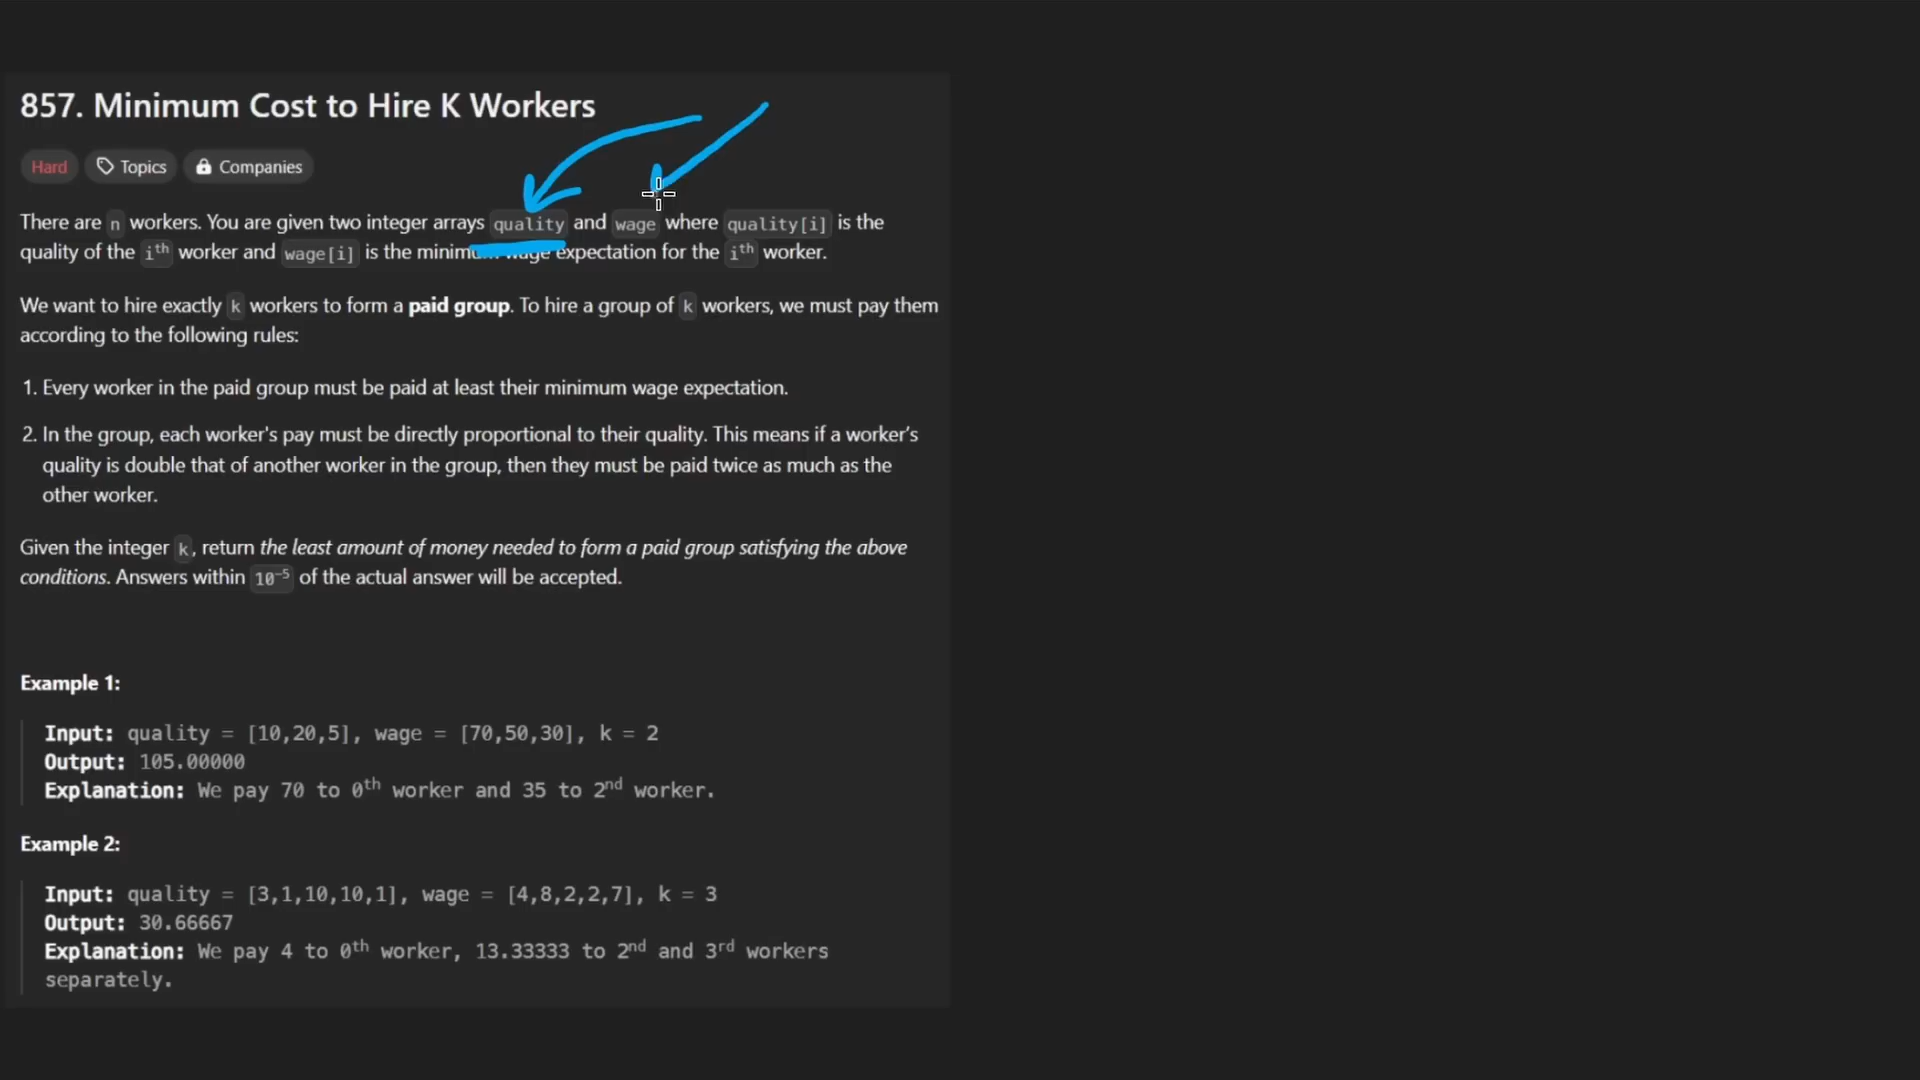 857. Minimum Cost to Hire K Workers
Hard Topics Companies
There are n workers. You are given two integer arrays quality and wage where quality[i] is the
quality of the ith worker and wage[i] is the minimum wage expectation for the ith worker.
We want to hire exactly k workers to form a paid group. To hire a group of k workers, we must pay them
according to the following rules:
1. Every worker in the paid group must be paid at least their minimum wage expectation.
2. In the group, each worker's pay must be directly proportional to their quality. This means if a worker's
quality is double that of another worker in the group, then they must be paid twice as much as the
other worker.
Given the integer k, return the least amount of money needed to form a paid group satisfying the above
conditions. Answers within 10⁻⁵ of the actual answer will be accepted.
Example 1:
Input: quality = [10,20,5], wage = [70,50,30], k = 2
Output: 105.00000
Explanation: We pay 70 to 0th worker and 35 to 2nd worker.
Example 2:
Input: quality = [3,1,10,10,1], wage = [4,8,2,2,7], k = 3
Output: 30.66667
Explanation: We pay 4 to 0th worker, 13.33333 to 2nd and 3rd workers
separately.